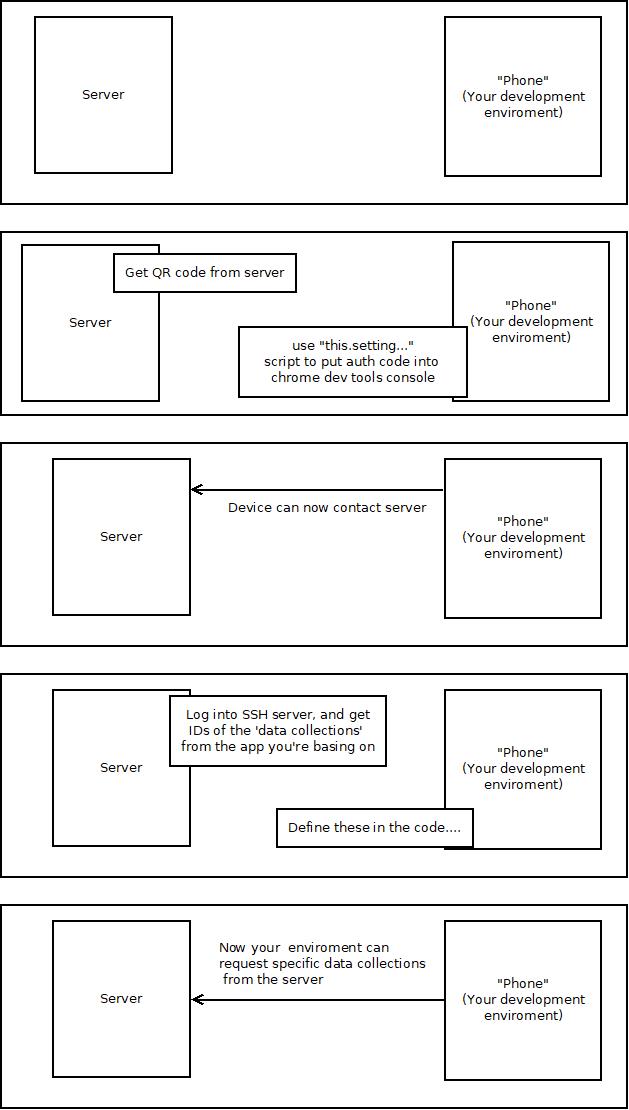 Server
"Phone"
(Your development
enviroment)
Get QR code from server
Server
"Phone"
(Your development
enviroment)
use "this.setting..."
script to put auth code into
chrome dev tools console
Device can now contact server
Server
"Phone"
(Your development
enviroment)
Log into SSH server, and get
IDs of the 'data collections'
from the app you're basing on
Server
"Phone"
(Your development
enviroment)
Define these in the code....
Now your enviroment can
request specific data collections
from the server
Server
"Phone"
(Your development
enviroment)